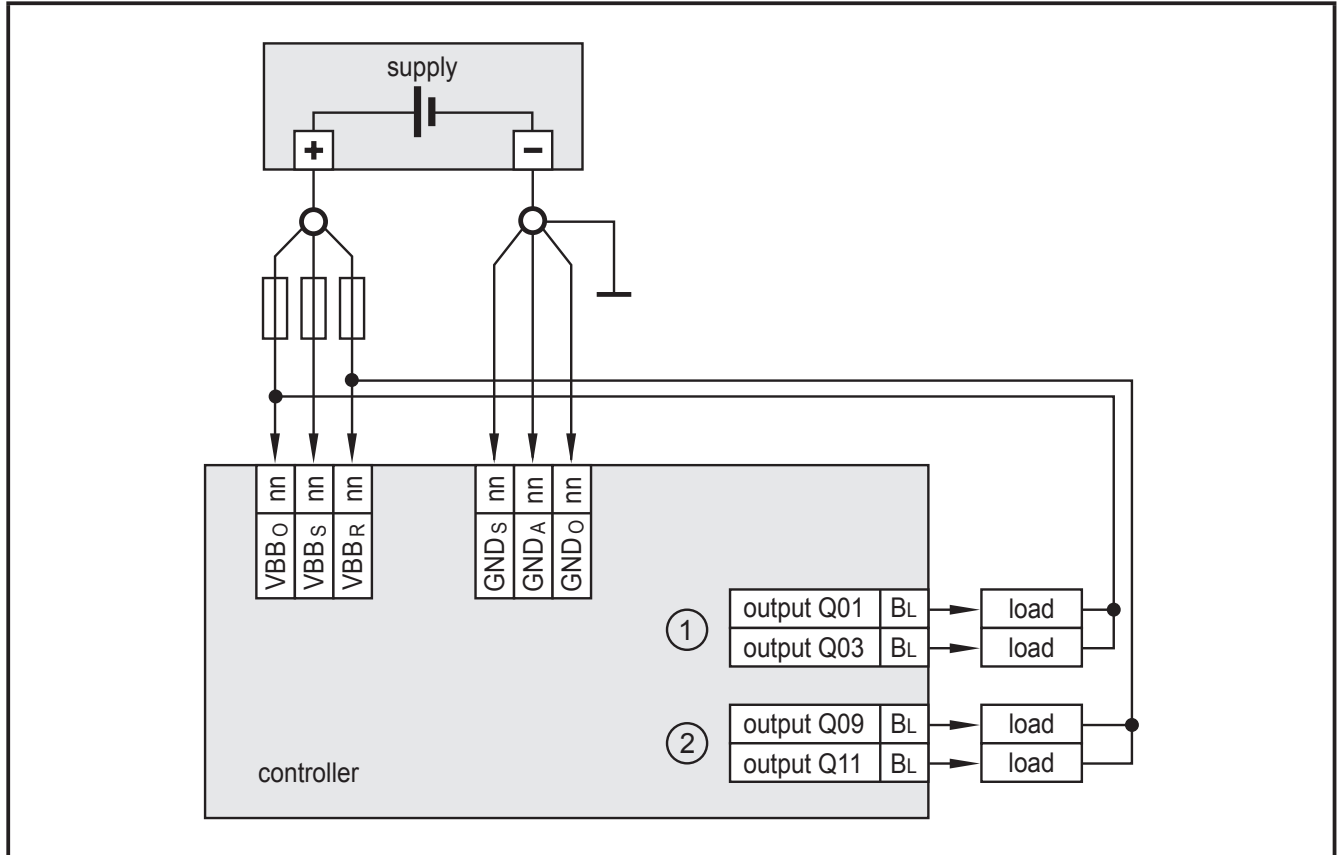 supply
+ −
nn nn nn nn nn nn
VBBO VBBS VBBR GNDS GNDA GNDO
1
output Q01 BL load
output Q03 BL load
2
output Q09 BL load
output Q11 BL load
controller